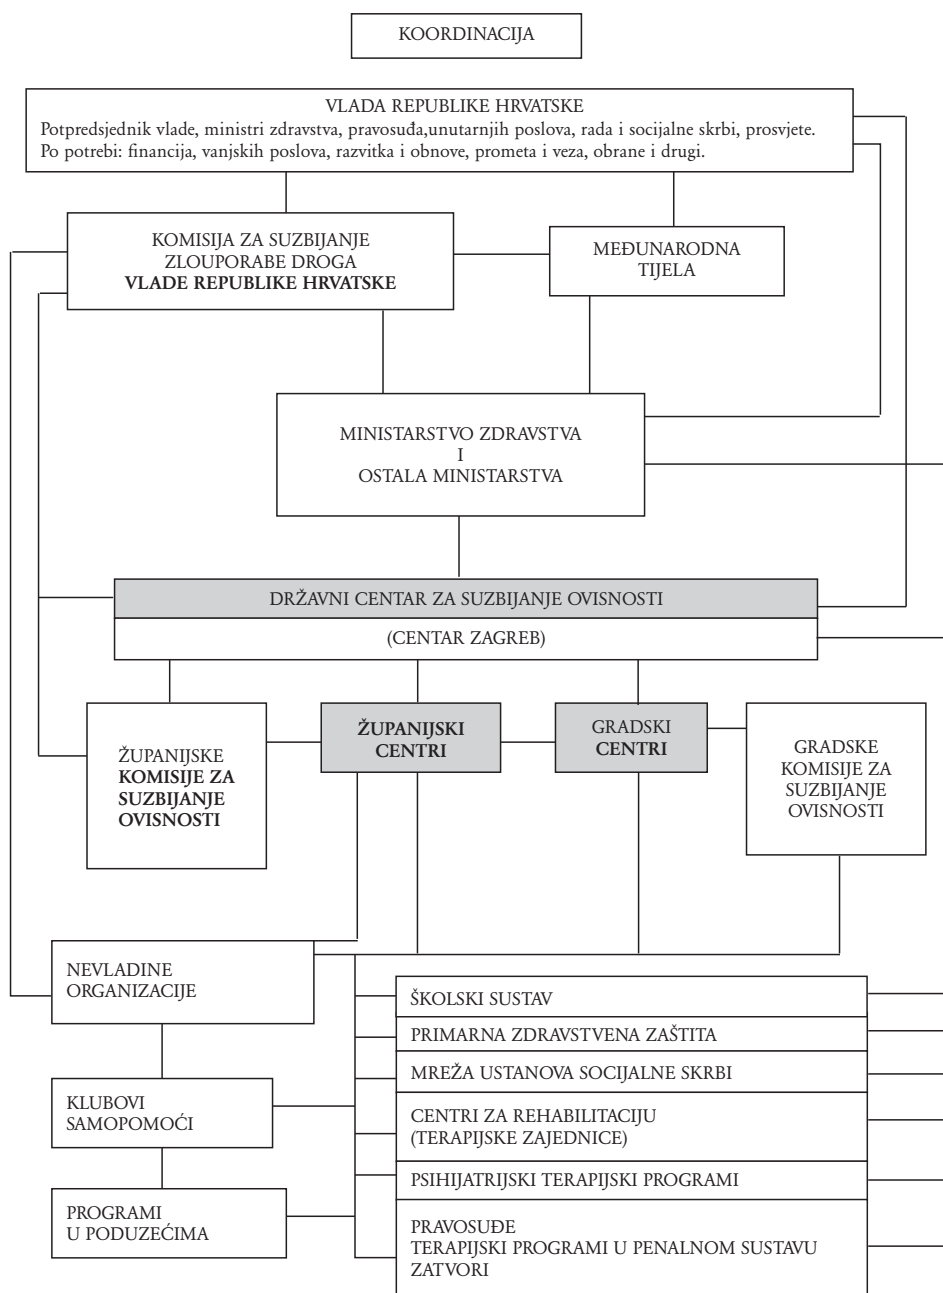 KOORDINACIJA
VLADA REPUBLIKE HRVATSKE
Potpredsjednik vlade, ministri zdravstva, pravosuđa,unutarnjih poslova, rada i socijalne skrbi, prosvjete.
Po potrebi: financija, vanjskih poslova, razvitka i obnove, prometa i veza, obrane i drugi.
KOMISIJA ZA SUZBIJANJE
ZLOUPORABE DROGA
VLADE REPUBLIKE HRVATSKE
MEĐUNARODNA
TIJELA
MINISTARSTVO ZDRAVSTVA
I
OSTALA MINISTARSTVA
DRŽAVNI CENTAR ZA SUZBIJANJE OVISNOSTI
(CENTAR ZAGREB)
ŽUPANIJSKE
KOMISIJE ZA
SUZBIJANJE
OVISNOSTI
ŽUPANIJSKI
CENTRI
GRADSKI
CENTRI
GRADSKE
KOMISIJE ZA
SUZBIJANJE
OVISNOSTI
NEVLADINE
ORGANIZACIJE
KLUBOVI
SAMOPOMOĆI
PROGRAMI
U PODUZEĆIMA
ŠKOLSKI SUSTAV
PRIMARNA ZDRAVSTVENA ZAŠTITA
MREŽA USTANOVA SOCIJALNE SKRBI
CENTRI ZA REHABILITACIJU
(TERAPIJSKE ZAJEDNICE)
PSIHIJATRIJSKI TERAPIJSKI PROGRAMI
PRAVOSUĐE
TERAPIJSKI PROGRAMI U PENALNOM SUSTAVU
ZATVORI